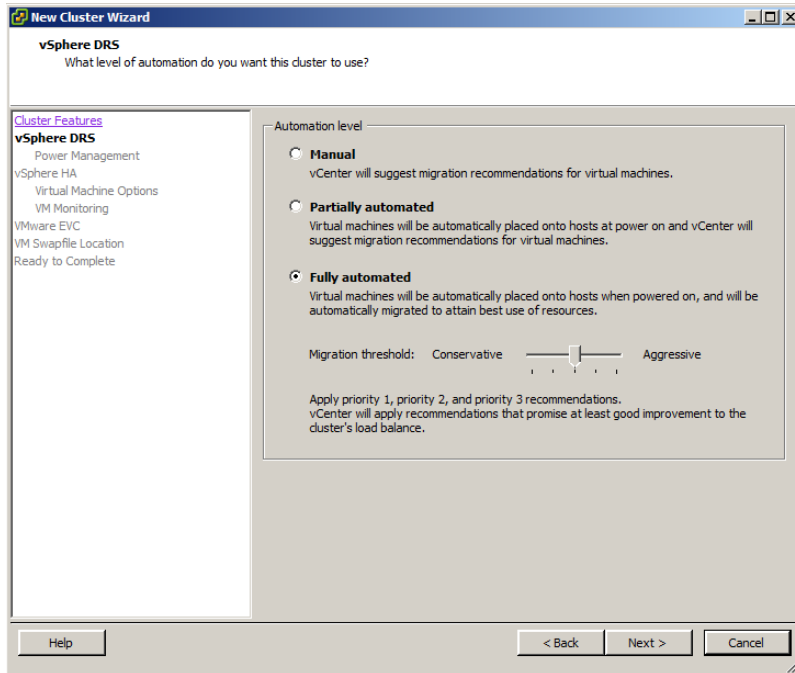 New Cluster Wizard
vSphere DRS
What level of automation do you want this cluster to use?
Cluster Features
vSphere DRS
Power Management
vSphere HA
Virtual Machine Options
VM Monitoring
VMware EVC
VM Swapfile Location
Ready to Complete
Automation level
Manual
vCenter will suggest migration recommendations for virtual machines.
Partially automated
Virtual machines will be automatically placed onto hosts at power on and vCenter will
suggest migration recommendations for virtual machines.
Fully automated
Virtual machines will be automatically placed onto hosts when powered on, and will be
automatically migrated to attain best use of resources.
Migration threshold: Conservative Aggressive
Apply priority 1, priority 2, and priority 3 recommendations.
vCenter will apply recommendations that promise at least good improvement to the
cluster's load balance.
Help < Back Next > Cancel